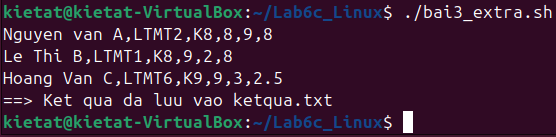 kietat@kietat-VirtualBox:~/Lab6c_Linux$ ./bai3_extra.sh
Nguyen van A,LTMT2,K8,8,9,8
Le Thi B,LTMT1,K8,9,2,8
Hoang Van C,LTMT6,K9,9,3,2.5
==> Ket qua da luu vao ketqua.txt
kietat@kietat-VirtualBox:~/Lab6c_Linux$